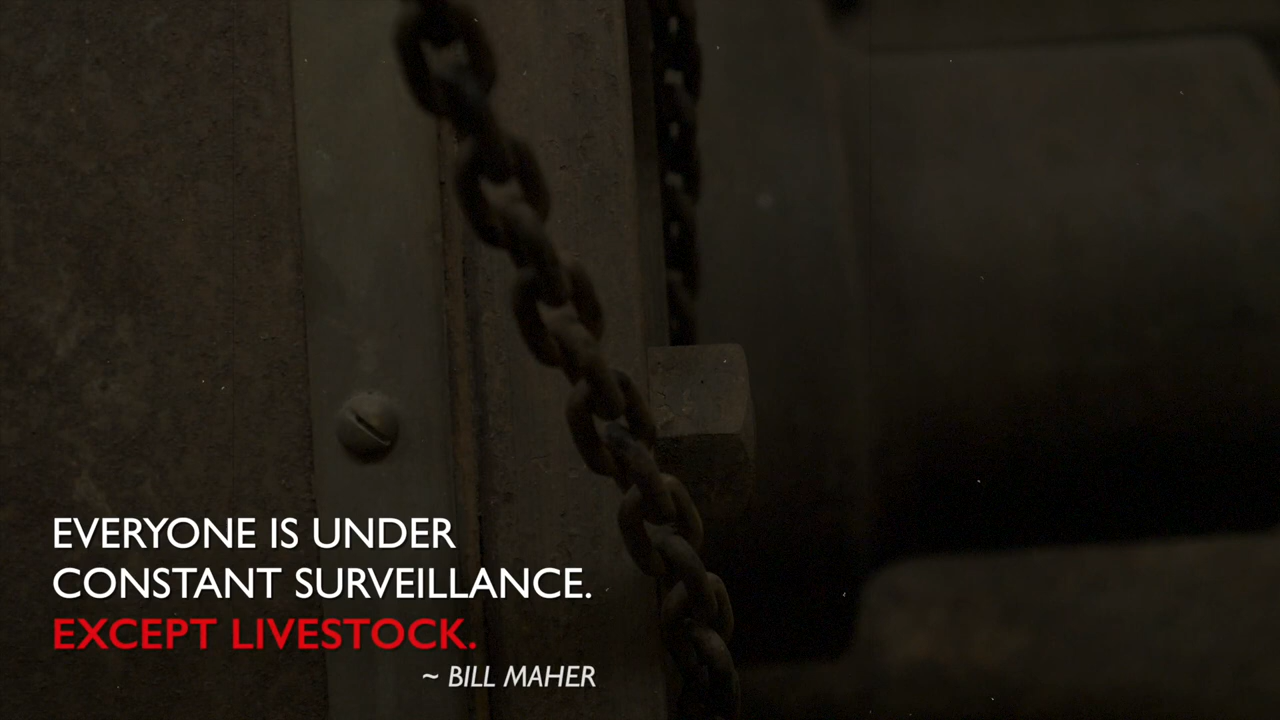 EVERYONE IS UNDER
CONSTANT SURVEILLANCE.
EXCEPT LIVESTOCK.
~ BILL MAHER